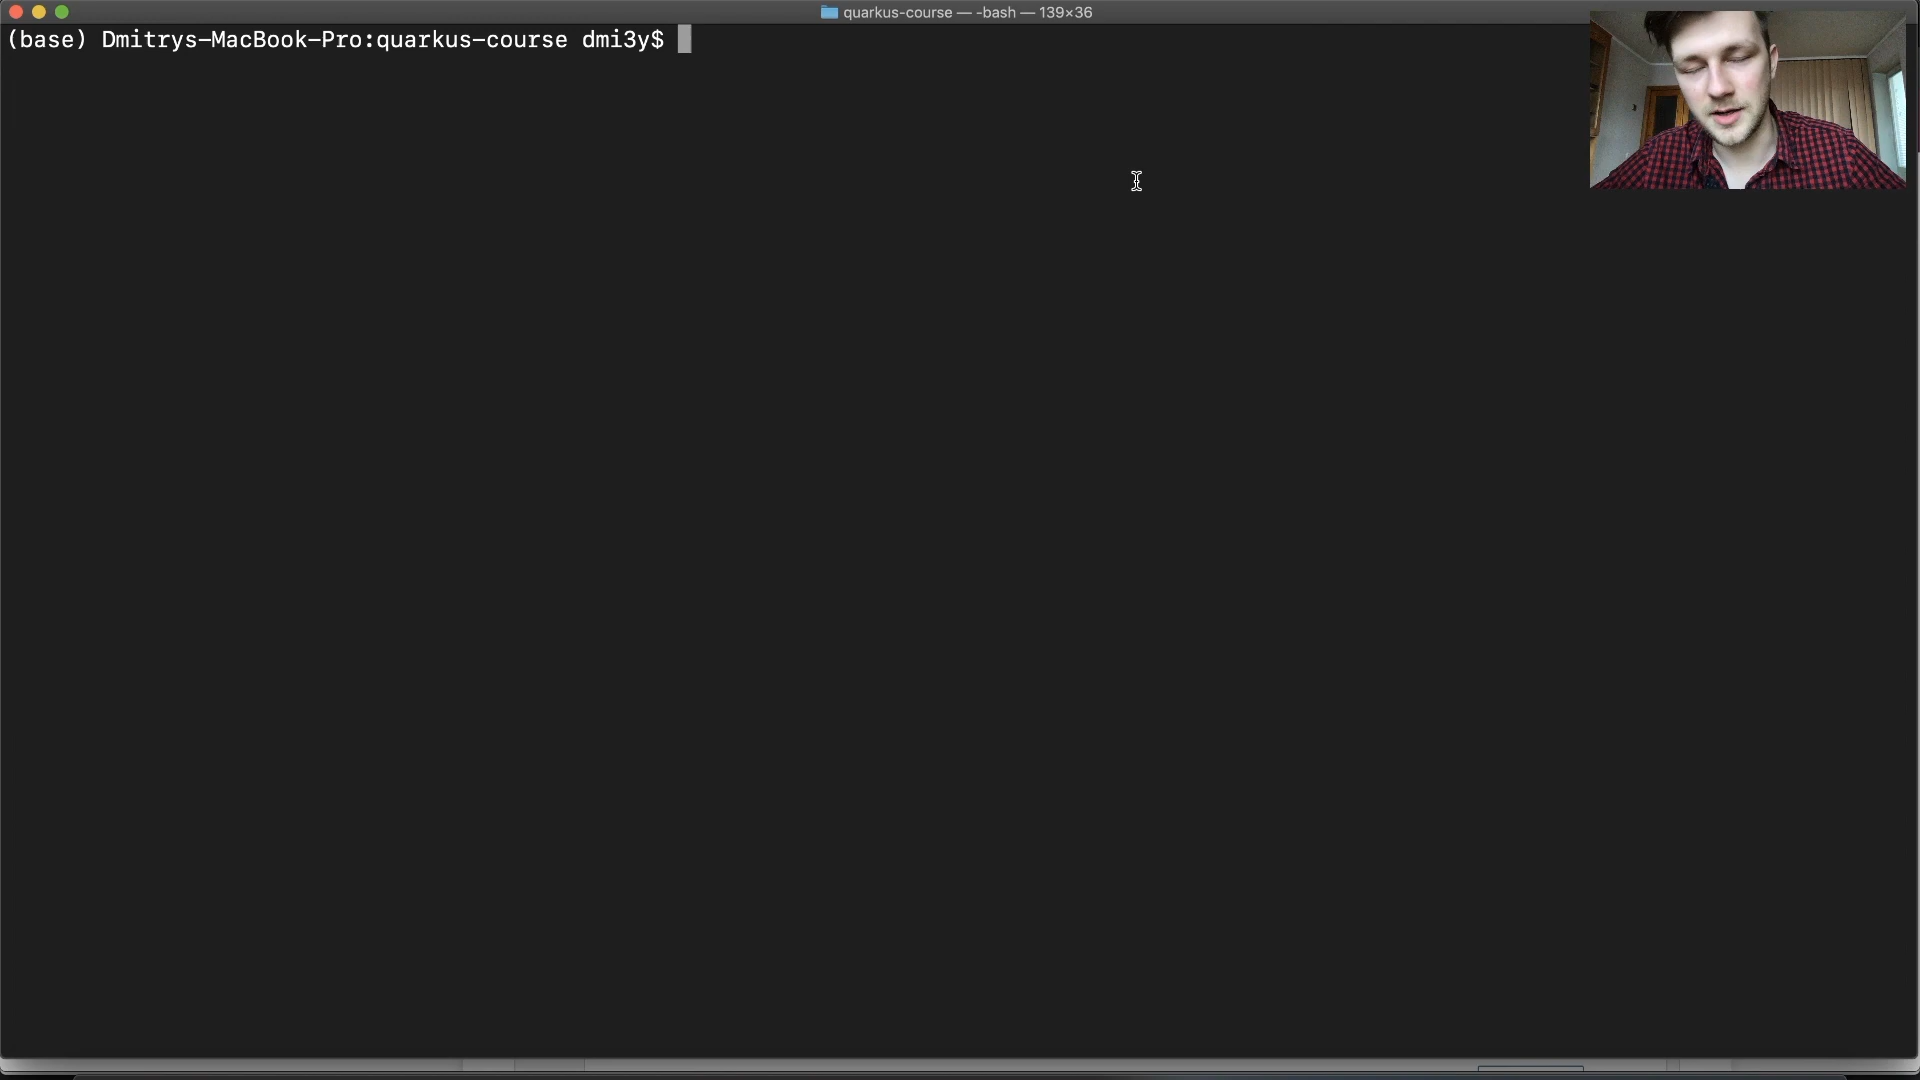 quarkus-course — -bash — 139×36
(base) Dmitrys-MacBook-Pro:quarkus-course dmi3y$